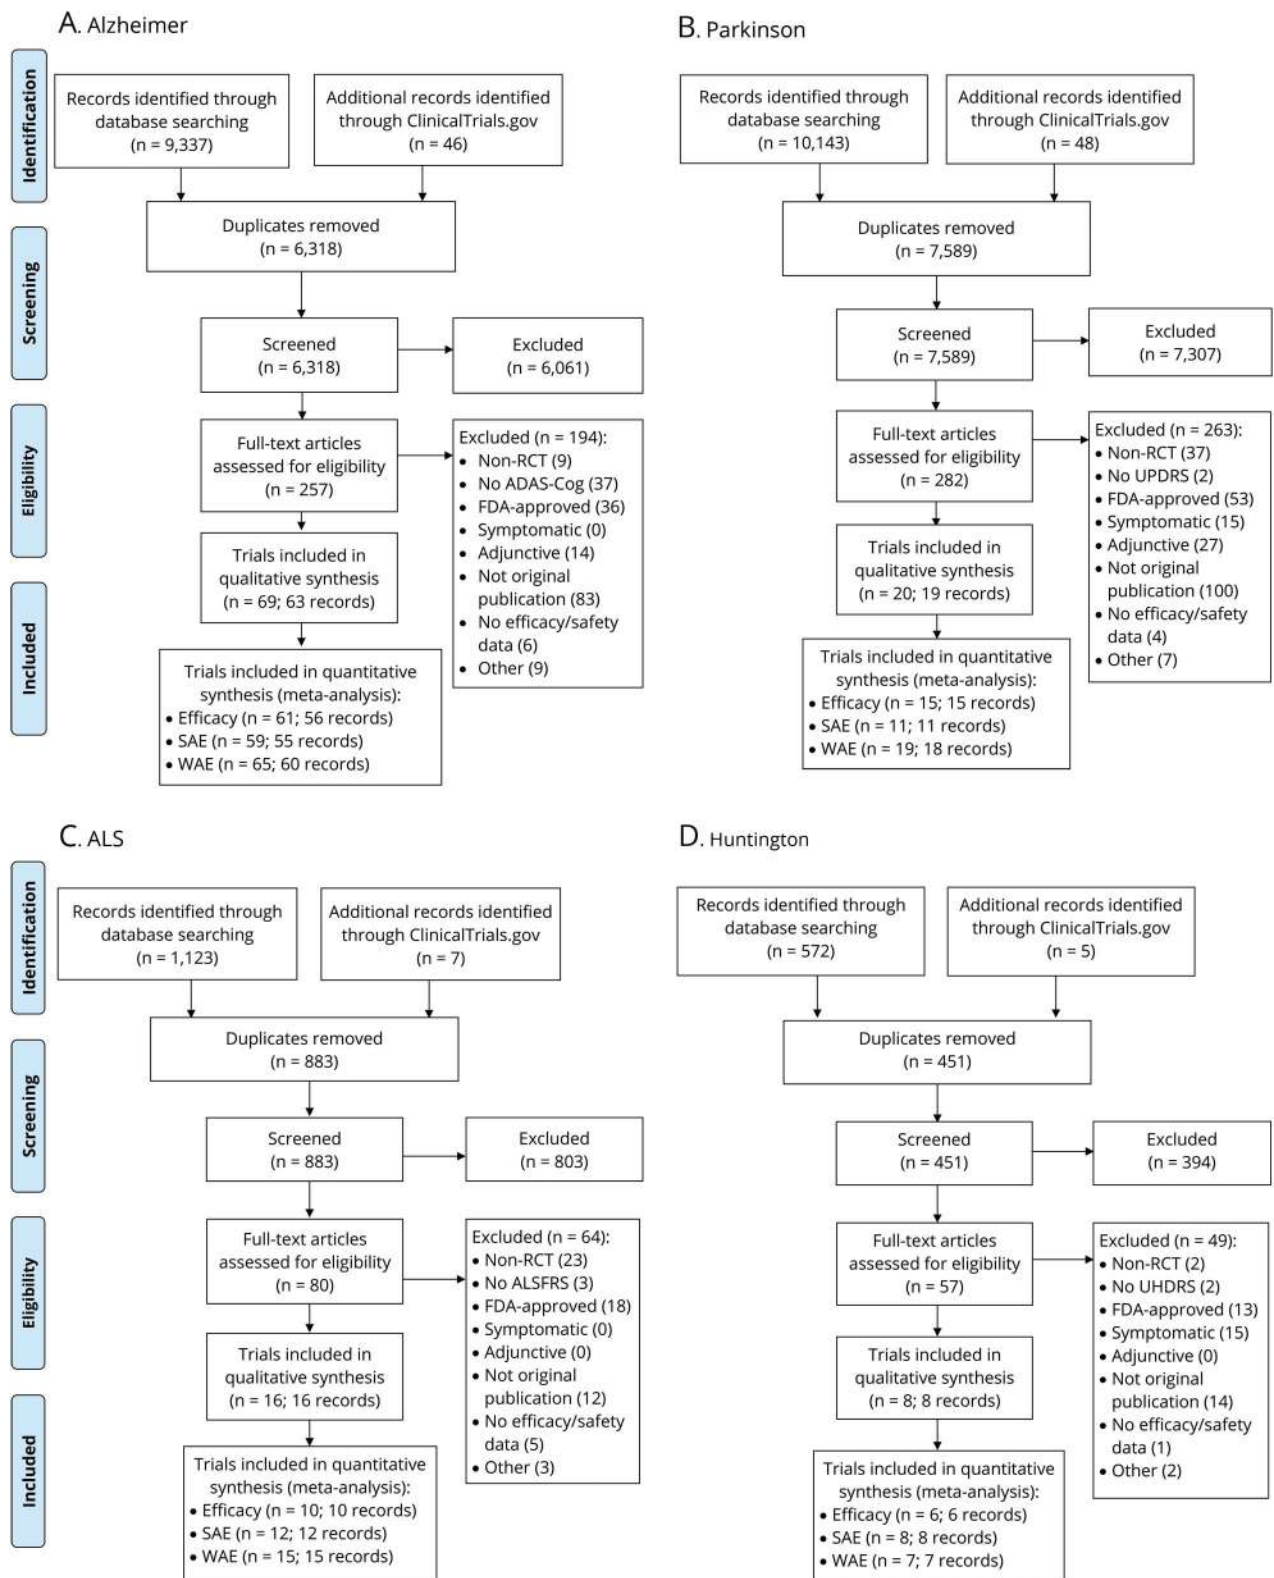 A. Alzheimer
Identification
Records identified through
database searching
(n = 9,337)
Additional records identified
through ClinicalTrials.gov
(n = 46)
Duplicates removed
(n = 6,318)
Screening
Screened
(n = 6,318)
Excluded
(n = 6,061)
Eligibility
Full-text articles
assessed for eligibility
(n = 257)
Excluded (n = 194):
• Non-RCT (9)
• No ADAS-Cog (37)
• FDA-approved (36)
• Symptomatic (0)
• Adjunctive (14)
• Not original
publication (83)
• No efficacy/safety
data (6)
• Other (9)
Trials included in
qualitative synthesis
(n = 69; 63 records)
Included
Trials included in quantitative
synthesis (meta-analysis):
• Efficacy (n = 61; 56 records)
• SAE (n = 59; 55 records)
• WAE (n = 65; 60 records)
B. Parkinson
Records identified through
database searching
(n = 10,143)
Additional records identified
through ClinicalTrials.gov
(n = 48)
Duplicates removed
(n = 7,589)
Screened
(n = 7,589)
Excluded
(n = 7,307)
Full-text articles
assessed for eligibility
(n = 282)
Excluded (n = 263):
• Non-RCT (37)
• No UPDRS (2)
• FDA-approved (53)
• Symptomatic (15)
• Adjunctive (27)
• Not original
publication (100)
• No efficacy/safety
data (4)
• Other (7)
Trials included in
qualitative synthesis
(n = 20; 19 records)
Trials included in quantitative
synthesis (meta-analysis):
• Efficacy (n = 15; 15 records)
• SAE (n = 11; 11 records)
• WAE (n = 19; 18 records)
C. ALS
Identification
Records identified through
database searching
(n = 1,123)
Additional records identified
through ClinicalTrials.gov
(n = 7)
Duplicates removed
(n = 883)
Screening
Screened
(n = 883)
Excluded
(n = 803)
Eligibility
Full-text articles
assessed for eligibility
(n = 80)
Excluded (n = 64):
• Non-RCT (23)
• No ALSFRS (3)
• FDA-approved (18)
• Symptomatic (0)
• Adjunctive (0)
• Not original
publication (12)
• No efficacy/safety
data (5)
• Other (3)
Trials included in
qualitative synthesis
(n = 16; 16 records)
Included
Trials included in quantitative
synthesis (meta-analysis):
• Efficacy (n = 10; 10 records)
• SAE (n = 12; 12 records)
• WAE (n = 15; 15 records)
D. Huntington
Records identified through
database searching
(n = 572)
Additional records identified
through ClinicalTrials.gov
(n = 5)
Duplicates removed
(n = 451)
Screened
(n = 451)
Excluded
(n = 394)
Full-text articles
assessed for eligibility
(n = 57)
Excluded (n = 49):
• Non-RCT (2)
• No UHDRS (2)
• FDA-approved (13)
• Symptomatic (15)
• Adjunctive (0)
• Not original
publication (14)
• No efficacy/safety
data (1)
• Other (2)
Trials included in
qualitative synthesis
(n = 8; 8 records)
Trials included in quantitative
synthesis (meta-analysis):
• Efficacy (n = 6; 6 records)
• SAE (n = 8; 8 records)
• WAE (n = 7; 7 records)